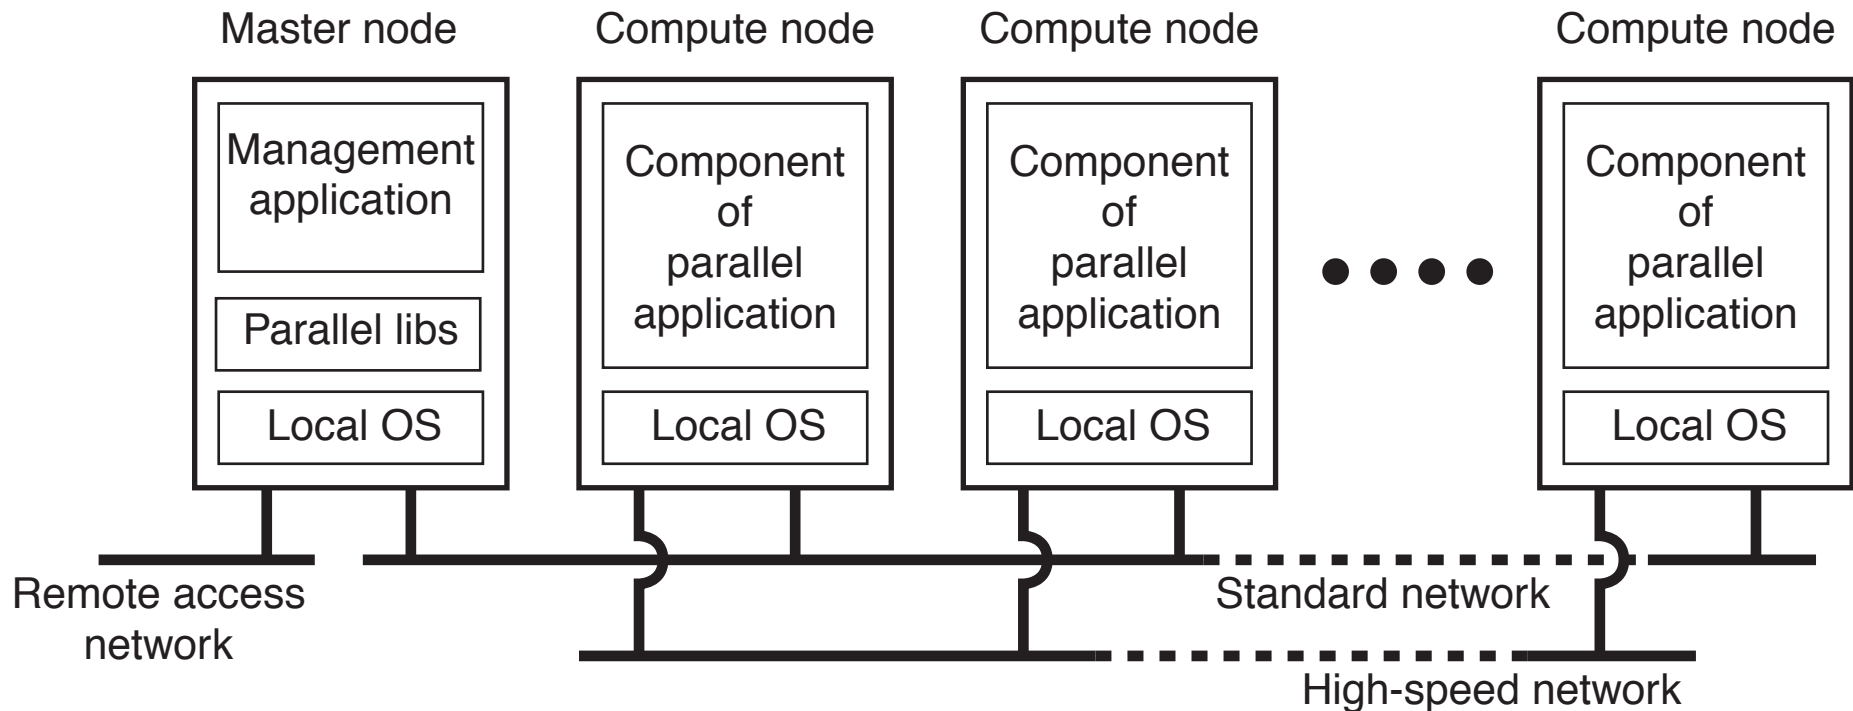 Master node
Compute node
Compute node
Compute node
Management
application
Parallel libs
Local OS
Component
of
parallel
application
Local OS
Component
of
parallel
application
Local OS
Component
of
parallel
application
Local OS
Remote access
network
Standard network
High-speed network